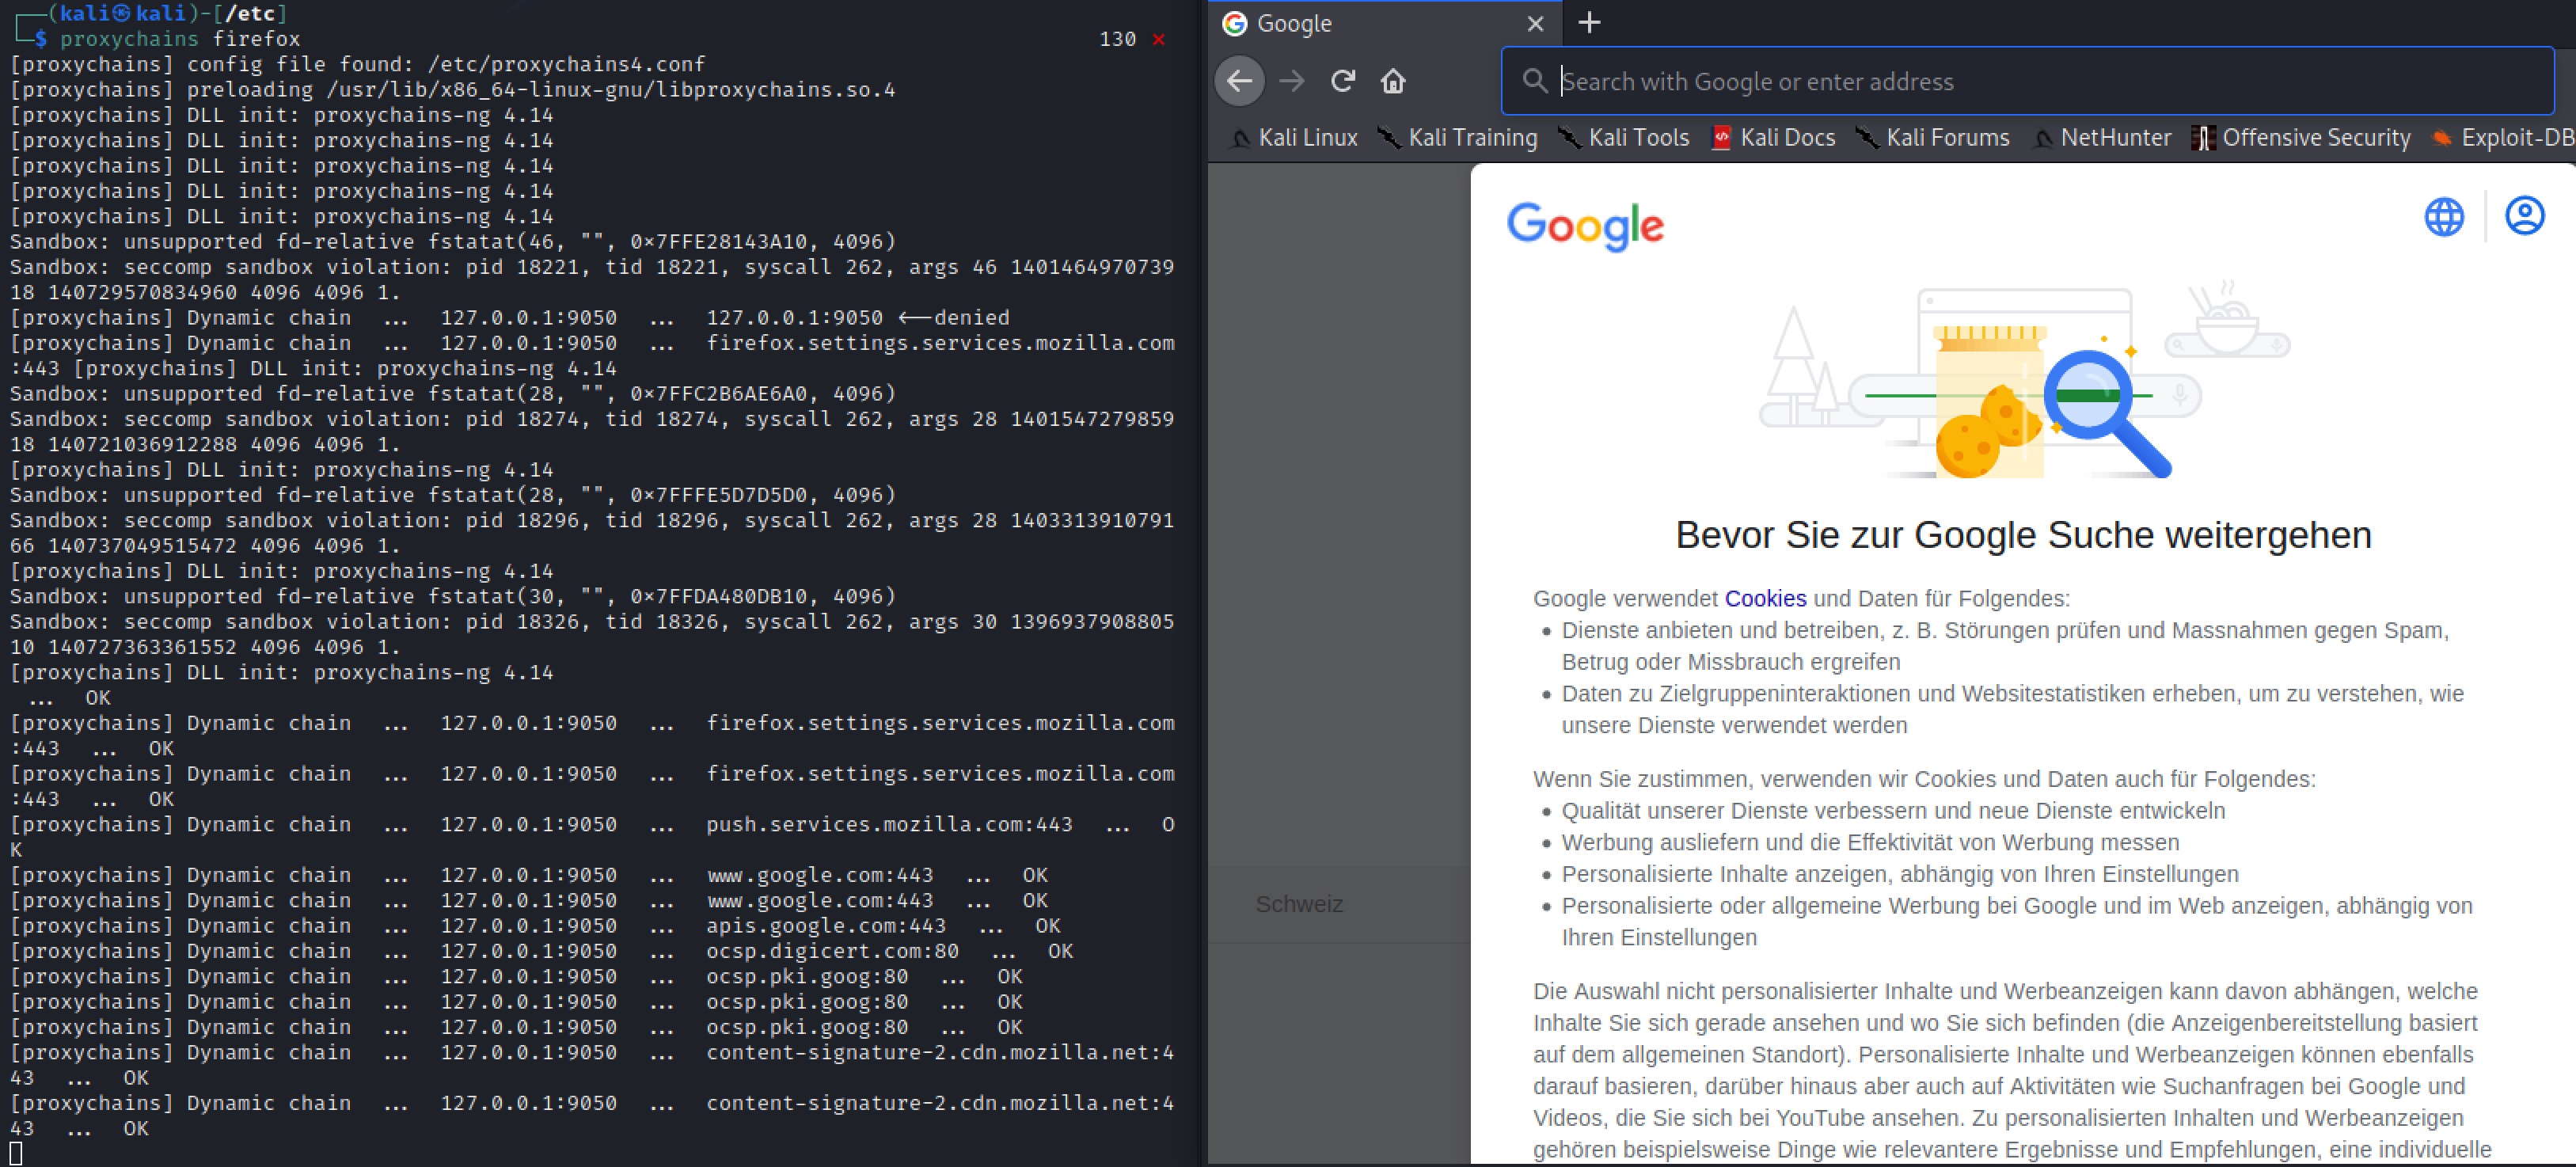 (kali㉿kali)-[/etc]
$ proxychains firefox 130 ⨯
[proxychains] config file found: /etc/proxychains4.conf
[proxychains] preloading /usr/lib/x86_64-linux-gnu/libproxychains.so.4
[proxychains] DLL init: proxychains-ng 4.14
[proxychains] DLL init: proxychains-ng 4.14
[proxychains] DLL init: proxychains-ng 4.14
[proxychains] DLL init: proxychains-ng 4.14
[proxychains] DLL init: proxychains-ng 4.14
Sandbox: unsupported fd-relative fstatat(46, "", 0×7FFE28143A10, 4096)
Sandbox: seccomp sandbox violation: pid 18221, tid 18221, syscall 262, args 46 1401464970739
18 140729570834960 4096 4096 1.
[proxychains] Dynamic chain ... 127.0.0.1:9050 ... 127.0.0.1:9050 ←—denied
[proxychains] Dynamic chain ... 127.0.0.1:9050 ... firefox.settings.services.mozilla.com
:443 [proxychains] DLL init: proxychains-ng 4.14
Sandbox: unsupported fd-relative fstatat(28, "", 0×7FFC2B6AE6A0, 4096)
Sandbox: seccomp sandbox violation: pid 18274, tid 18274, syscall 262, args 28 1401547279859
18 140721036912288 4096 4096 1.
[proxychains] DLL init: proxychains-ng 4.14
Sandbox: unsupported fd-relative fstatat(28, "", 0×7FFFE5D7D5D0, 4096)
Sandbox: seccomp sandbox violation: pid 18296, tid 18296, syscall 262, args 28 1403313910791
66 140737049515472 4096 4096 1.
[proxychains] DLL init: proxychains-ng 4.14
Sandbox: unsupported fd-relative fstatat(30, "", 0×7FFDA480DB10, 4096)
Sandbox: seccomp sandbox violation: pid 18326, tid 18326, syscall 262, args 30 1396937908805
10 140727363361552 4096 4096 1.
[proxychains] DLL init: proxychains-ng 4.14
... OK
[proxychains] Dynamic chain ... 127.0.0.1:9050 ... firefox.settings.services.mozilla.com
:443 ... OK
[proxychains] Dynamic chain ... 127.0.0.1:9050 ... firefox.settings.services.mozilla.com
:443 ... OK
[proxychains] Dynamic chain ... 127.0.0.1:9050 ... push.services.mozilla.com:443 ... O
K
[proxychains] Dynamic chain ... 127.0.0.1:9050 ... www.google.com:443 ... OK
[proxychains] Dynamic chain ... 127.0.0.1:9050 ... www.google.com:443 ... OK
[proxychains] Dynamic chain ... 127.0.0.1:9050 ... apis.google.com:443 ... OK
[proxychains] Dynamic chain ... 127.0.0.1:9050 ... ocsp.digicert.com:80 ... OK
[proxychains] Dynamic chain ... 127.0.0.1:9050 ... ocsp.pki.goog:80 ... OK
[proxychains] Dynamic chain ... 127.0.0.1:9050 ... ocsp.pki.goog:80 ... OK
[proxychains] Dynamic chain ... 127.0.0.1:9050 ... ocsp.pki.goog:80 ... OK
[proxychains] Dynamic chain ... 127.0.0.1:9050 ... content-signature-2.cdn.mozilla.net:4
43 ... OK
[proxychains] Dynamic chain ... 127.0.0.1:9050 ... content-signature-2.cdn.mozilla.net:4
43 ... OK
Google
Search with Google or enter address
Kali Linux Kali Training Kali Tools Kali Docs Kali Forums NetHunter Offensive Security Exploit-DB
Google
Bevor Sie zur Google Suche weitergehen
Google verwendet Cookies und Daten für Folgendes:
• Dienste anbieten und betreiben, z. B. Störungen prüfen und Massnahmen gegen Spam,
Betrug oder Missbrauch ergreifen
• Daten zu Zielgruppeninteraktionen und Websitestatistiken erheben, um zu verstehen, wie
unsere Dienste verwendet werden
Wenn Sie zustimmen, verwenden wir Cookies und Daten auch für Folgendes:
• Qualität unserer Dienste verbessern und neue Dienste entwickeln
• Werbung ausliefern und die Effektivität von Werbung messen
• Personalisierte Inhalte anzeigen, abhängig von Ihren Einstellungen
• Personalisierte oder allgemeine Werbung bei Google und im Web anzeigen, abhängig von
Ihren Einstellungen
Schweiz
Die Auswahl nicht personalisierter Inhalte und Werbeanzeigen kann davon abhängen, welche
Inhalte Sie sich gerade ansehen und wo Sie sich befinden (die Anzeigenbereitstellung basiert
auf dem allgemeinen Standort). Personalisierte Inhalte und Werbeanzeigen können ebenfalls
darauf basieren, darüber hinaus aber auch auf Aktivitäten wie Suchanfragen bei Google und
Videos, die Sie sich bei YouTube ansehen. Zu personalisierten Inhalten und Werbeanzeigen
gehören beispielsweise Dinge wie relevantere Ergebnisse und Empfehlungen, eine individuelle